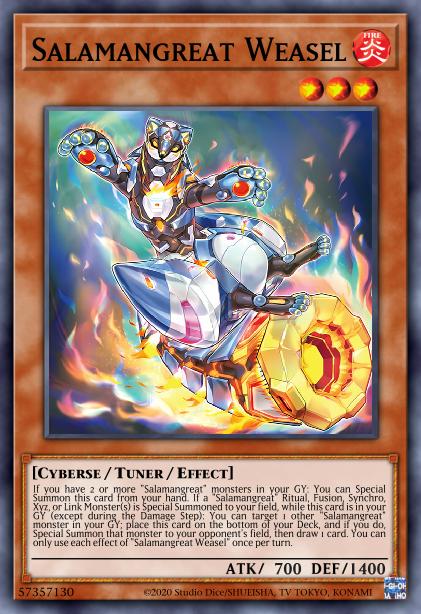 SALAMANGREAT WEASEL
FIRE
炎
[CYBERSE / TUNER / EFFECT]
If you have 2 or more "Salamangreat" monsters in your GY: You can Special
Summon this card from your hand. If a "Salamangreat" Ritual, Fusion, Synchro,
Xyz, or Link Monster(s) is Special Summoned to your field, while this card is in your
GY (except during the Damage Step): You can target 1 other "Salamangreat"
monster in your GY; place this card on the bottom of your Deck, and if you do,
Special Summon that monster to your opponent's field, then draw 1 card. You can
only use each effect of "Salamangreat Weasel" once per turn.
ATK/ 700 DEF/1400
57357130
©2020 Studio Dice/SHUEISHA, TV TOKYO, KONAMI